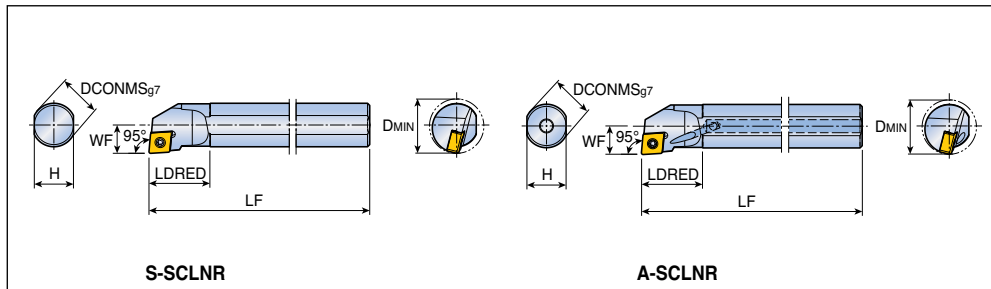 DCONMSg7
WF
95°
H
LDRED
LF
DMIN
S-SCLNR
DCONMSg7
WF
95°
H
LDRED
LF
DMIN
A-SCLNR